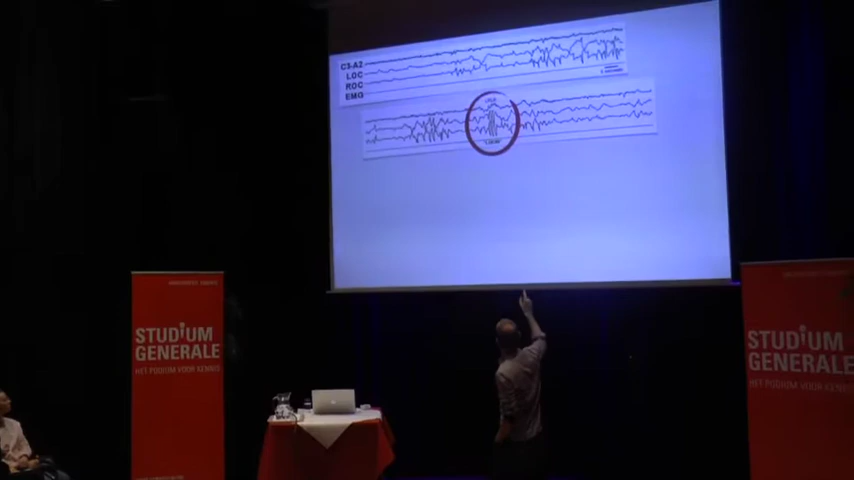 C3-A2
LOC
ROC
EMG
STUDIUM
GENERALE
HET PODIUM VOOR KENNIS
STUDIUM
GENERALE
HET PODIUM VOOR KENNIS